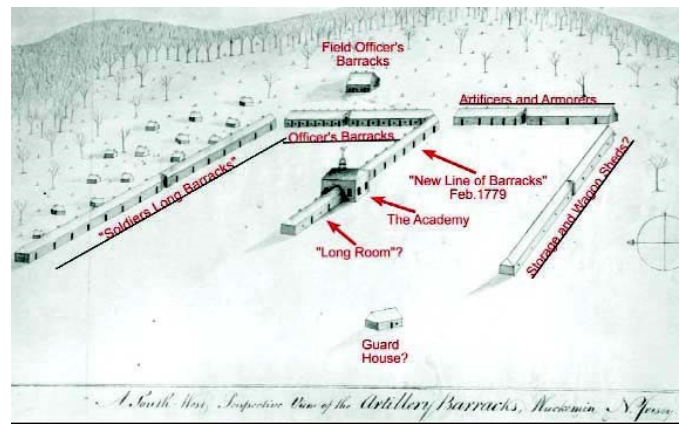 Field Officer's
Barracks
Artificers and Armorers
Officer's Barracks
"Soldiers Long Barracks"
"New Line of Barracks"
Feb.1779
The Academy
"Long Room"?
Storage and Wagon Sheds?
Guard
House?
A South West, Perspective View of the Artillery Barracks, Pluckemin, N. Jersey